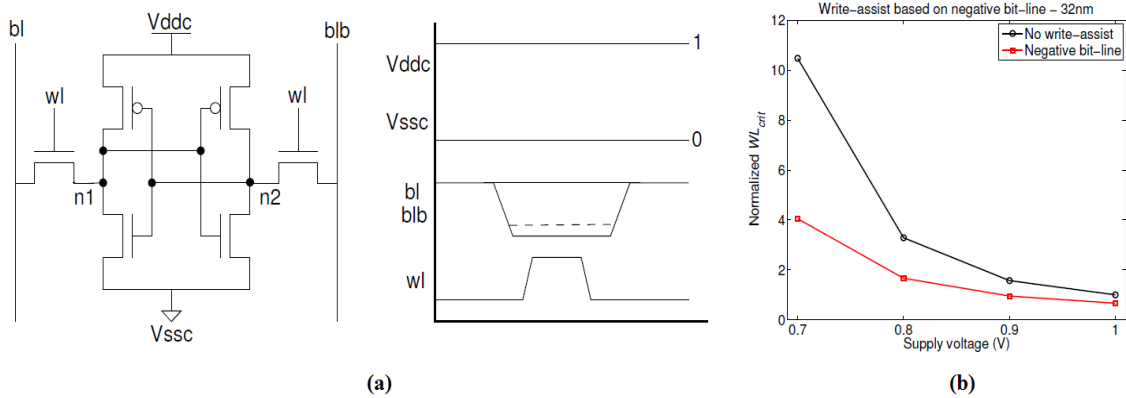 bl
Vddc
blb
wl
wl
n1
n2
Vssc
Vddc
1
Vssc
0
bl
blb
wl
(a)
Write-assist based on negative bit-line - 32nm
No write-assist
Negative bit-line
Normalized WLcrit
12
10
8
6
4
2
0
0.7
0.8
0.9
1
Supply voltage (V)
(b)